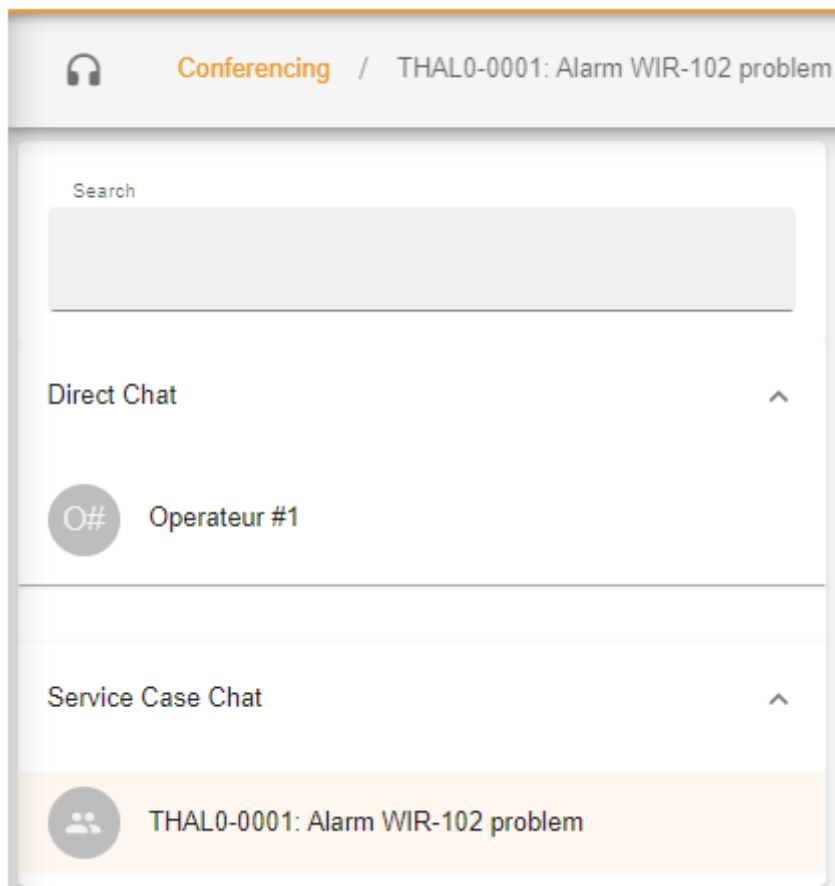 Conferencing / THAL0-0001: Alarm WIR-102 problem
Search
Direct Chat
O# Operateur #1
Service Case Chat
THAL0-0001: Alarm WIR-102 problem